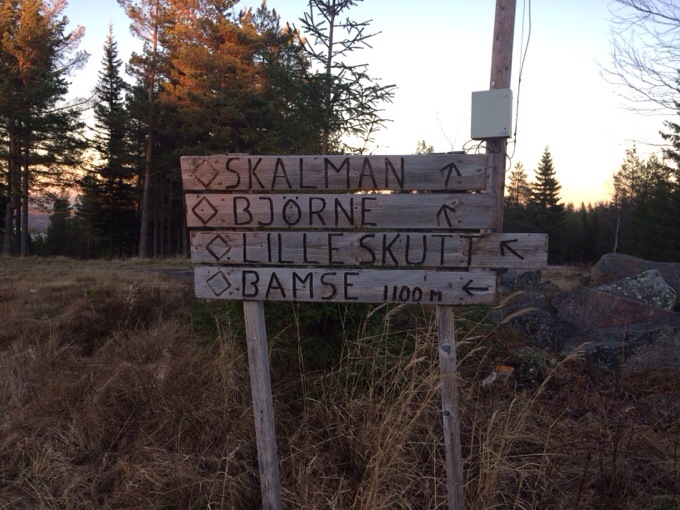 SKALMAN
BJÖRNE
LILLE SKUTT
BAMSE 1100 M